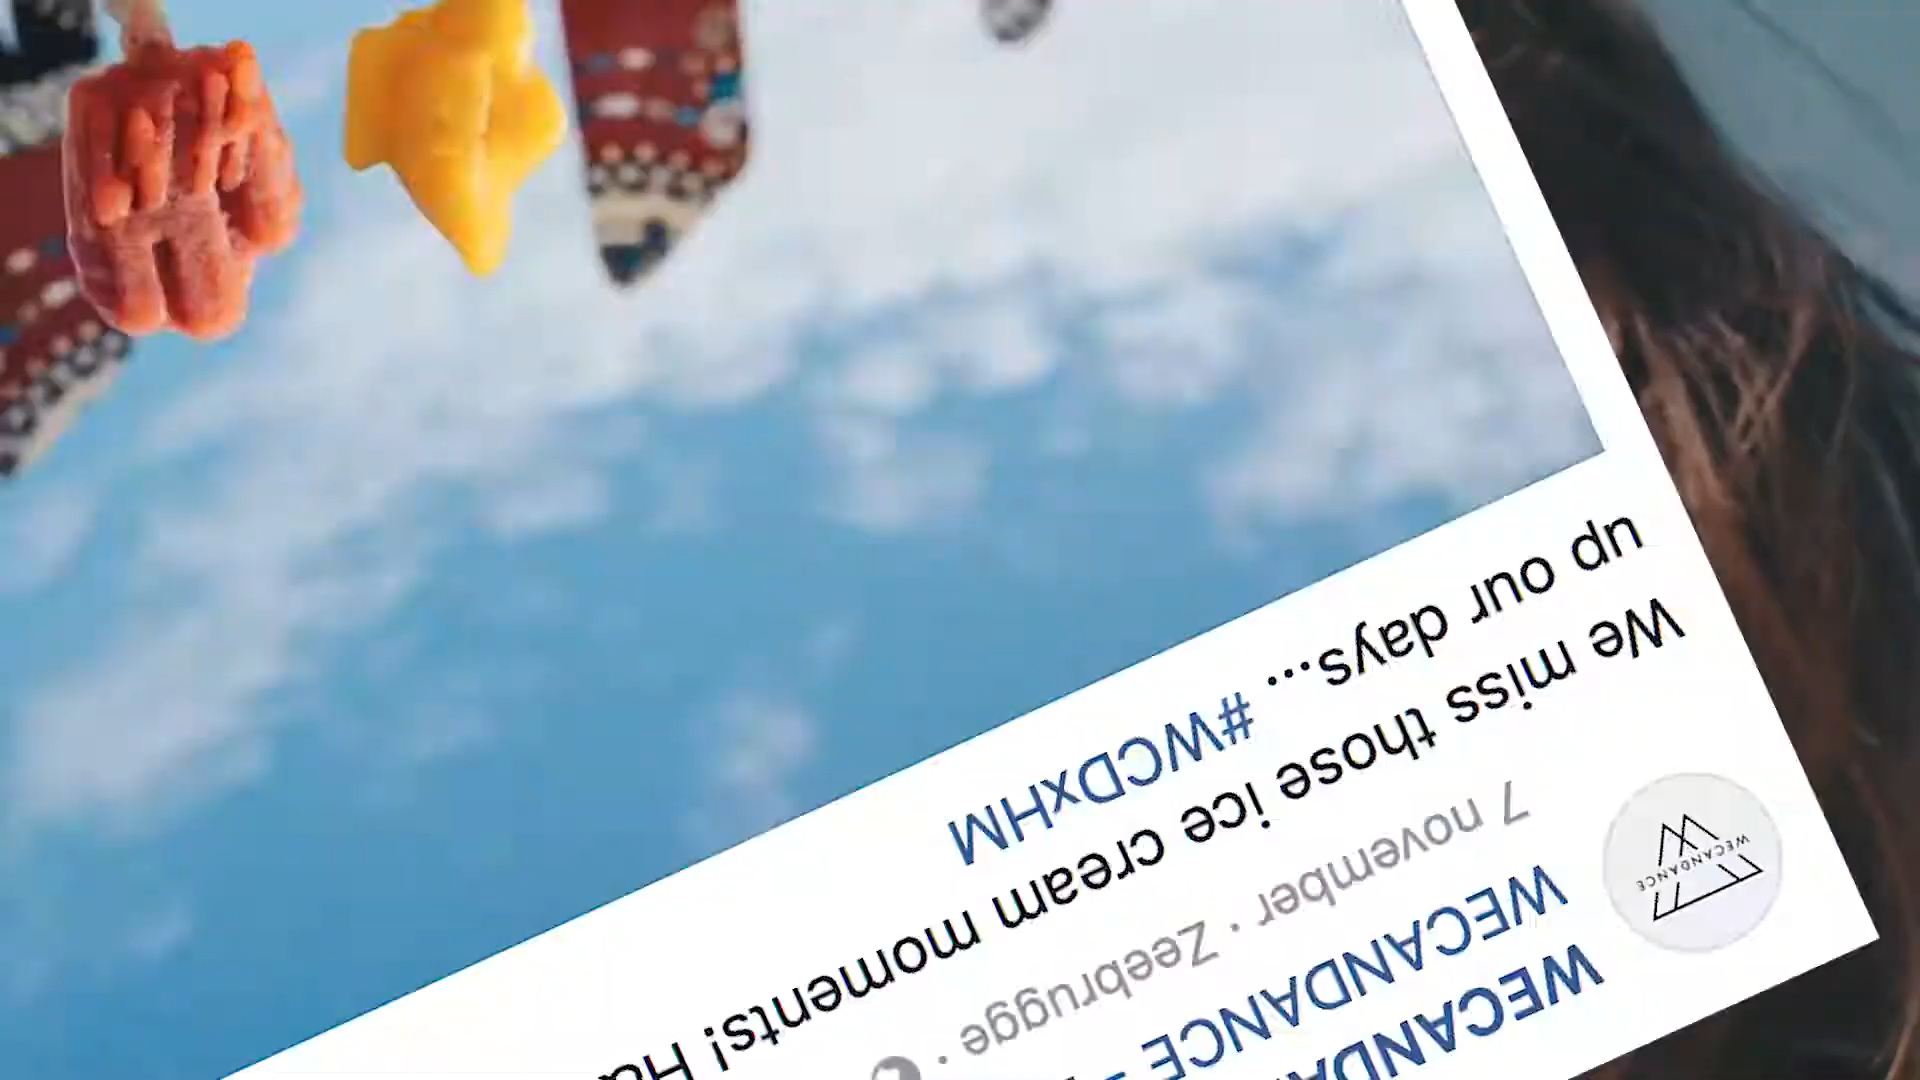 WECANDANCE
WECANDANCE
7 november · Zeebrugge ·
We miss those ice cream moments!
up our days... #WCDxHM
WECANDANCE